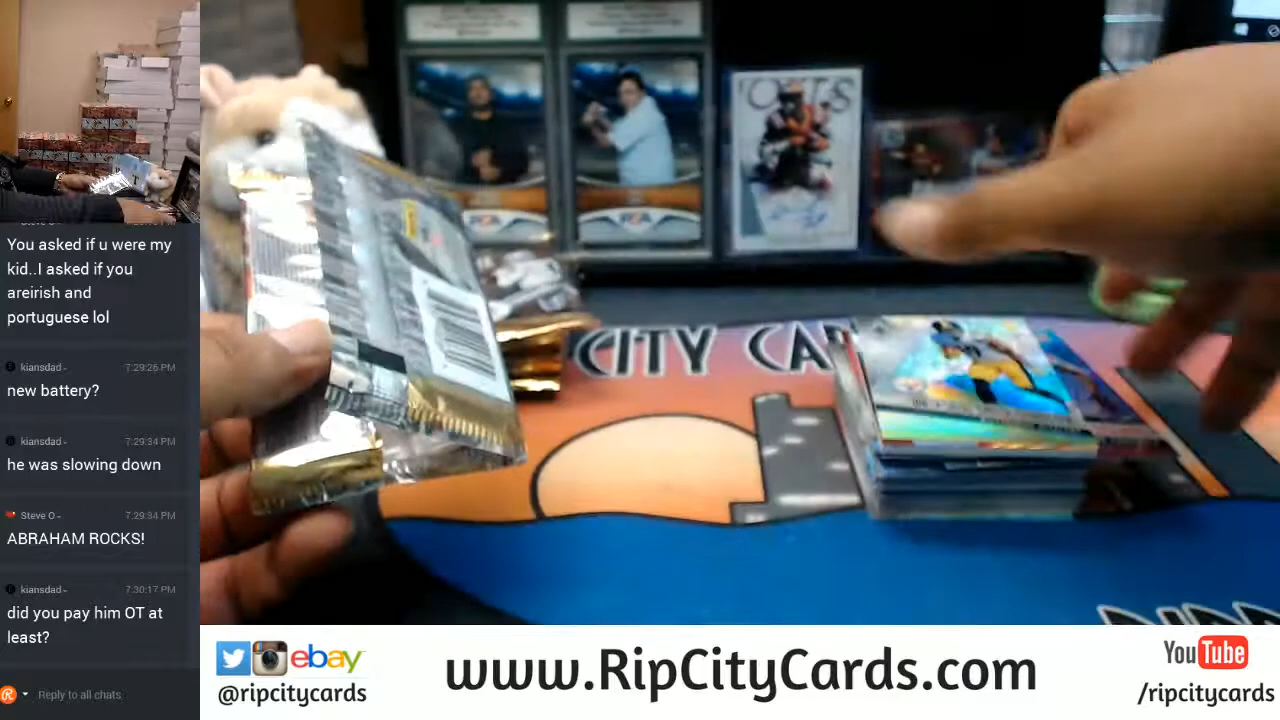 You asked if u were my
kid..I asked if you
areirish and
portuguese lol
kiansdad - 7:29:26 PM
new battery?
kiansdad - 7:29:34 PM
he was slowing down
Steve O - 7:29:34 PM
ABRAHAM ROCKS!
kiansdad - 7:30:17 PM
did you pay him OT at
least?
Reply to all chats.
CITY CA
ebay
@ripcitycards
www.RipCityCards.com
YouTube
/ripcitycards